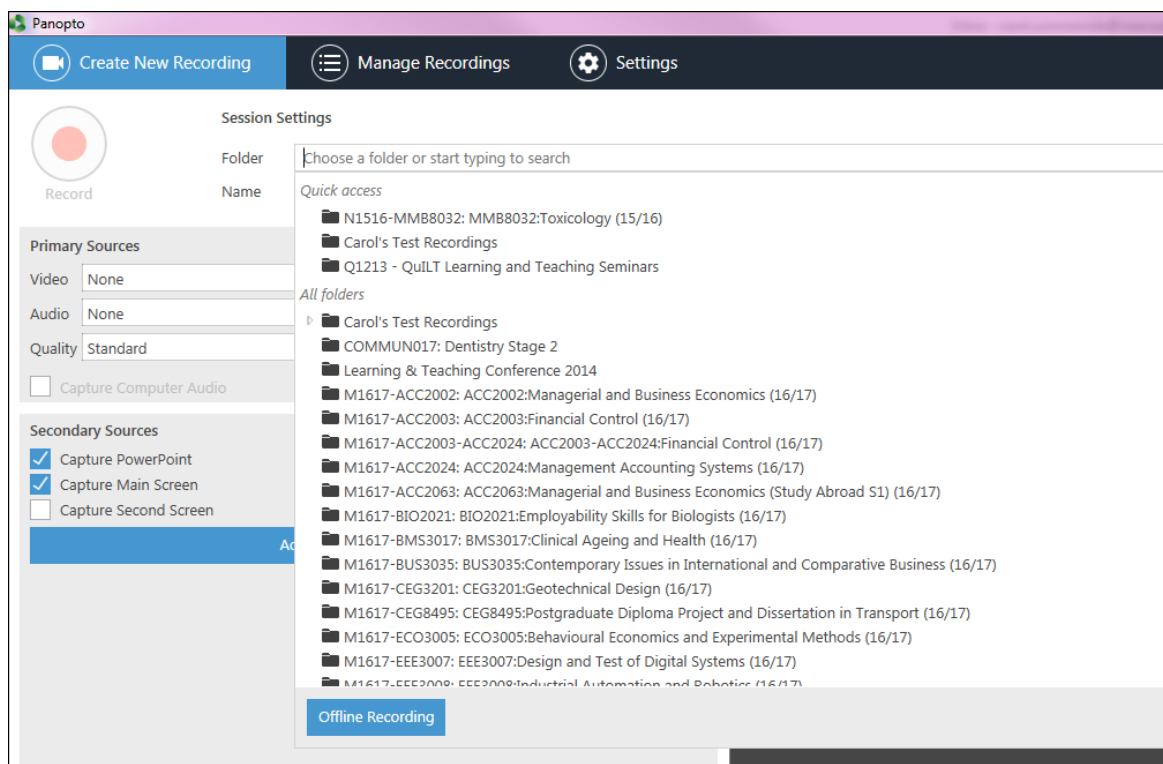 Panopto
Create New Recording
Manage Recordings
Settings
Record
Session Settings
Folder
Choose a folder or start typing to search
Name
Quick access
N1516-MMB8032: MMB8032:Toxicology (15/16)
Carol's Test Recordings
Q1213 - QuILT Learning and Teaching Seminars
All folders
Carol's Test Recordings
COMMUN017: Dentistry Stage 2
Learning & Teaching Conference 2014
M1617-ACC2002: ACC2002:Managerial and Business Economics (16/17)
M1617-ACC2003: ACC2003:Financial Control (16/17)
M1617-ACC2003-ACC2024: ACC2003-ACC2024:Financial Control (16/17)
M1617-ACC2024: ACC2024:Management Accounting Systems (16/17)
M1617-ACC2063: ACC2063:Managerial and Business Economics (Study Abroad S1) (16/17)
M1617-BIO2021: BIO2021:Employability Skills for Biologists (16/17)
M1617-BMS3017: BMS3017:Clinical Ageing and Health (16/17)
M1617-BUS3035: BUS3035:Contemporary Issues in International and Comparative Business (16/17)
M1617-CEG3201: CEG3201:Geotechnical Design (16/17)
M1617-CEG8495: CEG8495:Postgraduate Diploma Project and Dissertation in Transport (16/17)
M1617-ECO3005: ECO3005:Behavioural Economics and Experimental Methods (16/17)
M1617-EEE3007: EEE3007:Design and Test of Digital Systems (16/17)
M1617-EEE3008: EEE3008:Industrial Automation and Robotics (16/17)
Offline Recording
Primary Sources
Video None
Audio None
Quality Standard
Capture Computer Audio
Secondary Sources
Capture PowerPoint
Capture Main Screen
Capture Second Screen